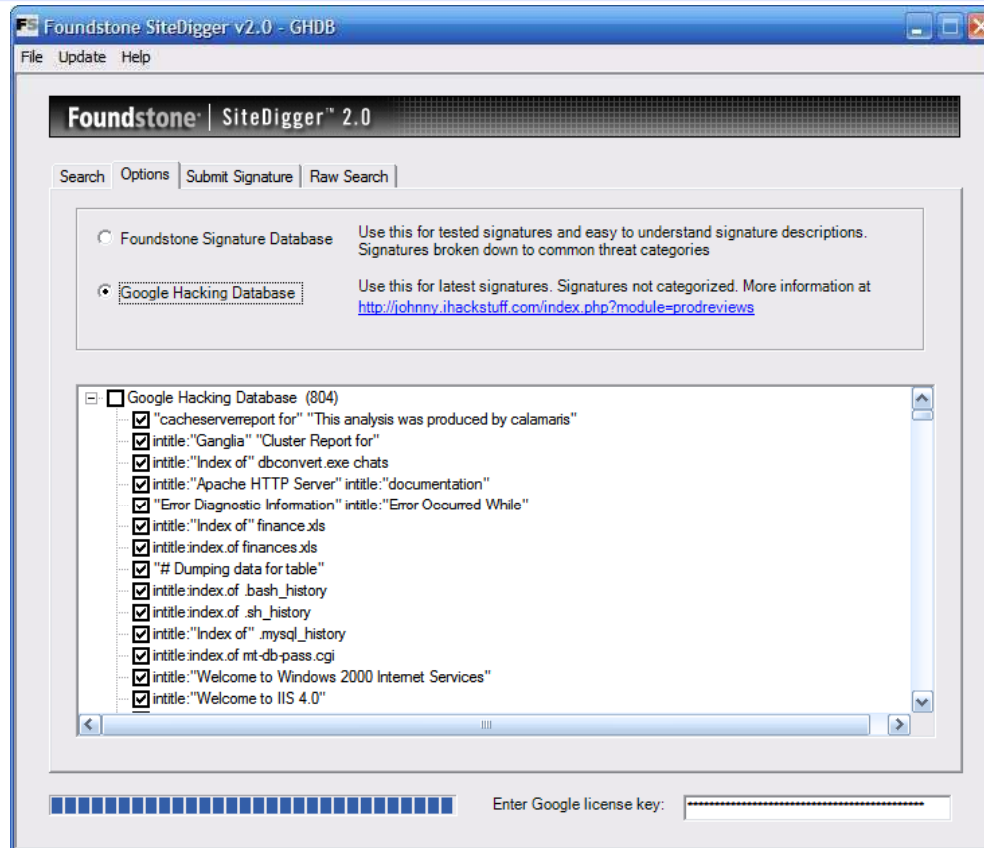 FS Foundstone SiteDigger v2.0 - GHDB
File Update Help
Foundstone | SiteDigger™ 2.0
Search Options Submit Signature Raw Search
Foundstone Signature Database
Use this for tested signatures and easy to understand signature descriptions.
Signatures broken down to common threat categories
Google Hacking Database
Use this for latest signatures. Signatures not categorized. More information at
http://johnny.ihackstuff.com/index.php?module=prodreviews
Google Hacking Database (804)
"cacheserverreport for" "This analysis was produced by calamaris"
intitle:"Ganglia" "Cluster Report for"
intitle:"Index of" dbconvert.exe chats
intitle:"Apache HTTP Server" intitle:"documentation"
"Error Diagnostic Information" intitle:"Error Occurred While"
intitle:"Index of" finance.xls
intitle:index.of finances.xls
"# Dumping data for table"
intitle:index.of .bash_history
intitle:index.of .sh_history
intitle:"Index of" .mysql_history
intitle:index.of mt-db-pass.cgi
intitle:"Welcome to Windows 2000 Internet Services"
intitle:"Welcome to IIS 4.0"
Enter Google license key: